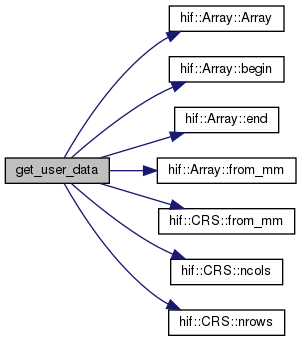 hif::Array::Array
hif::Array::begin
hif::Array::end
get_user_data
hif::Array::from_mm
hif::CRS::from_mm
hif::CRS::ncols
hif::CRS::nrows